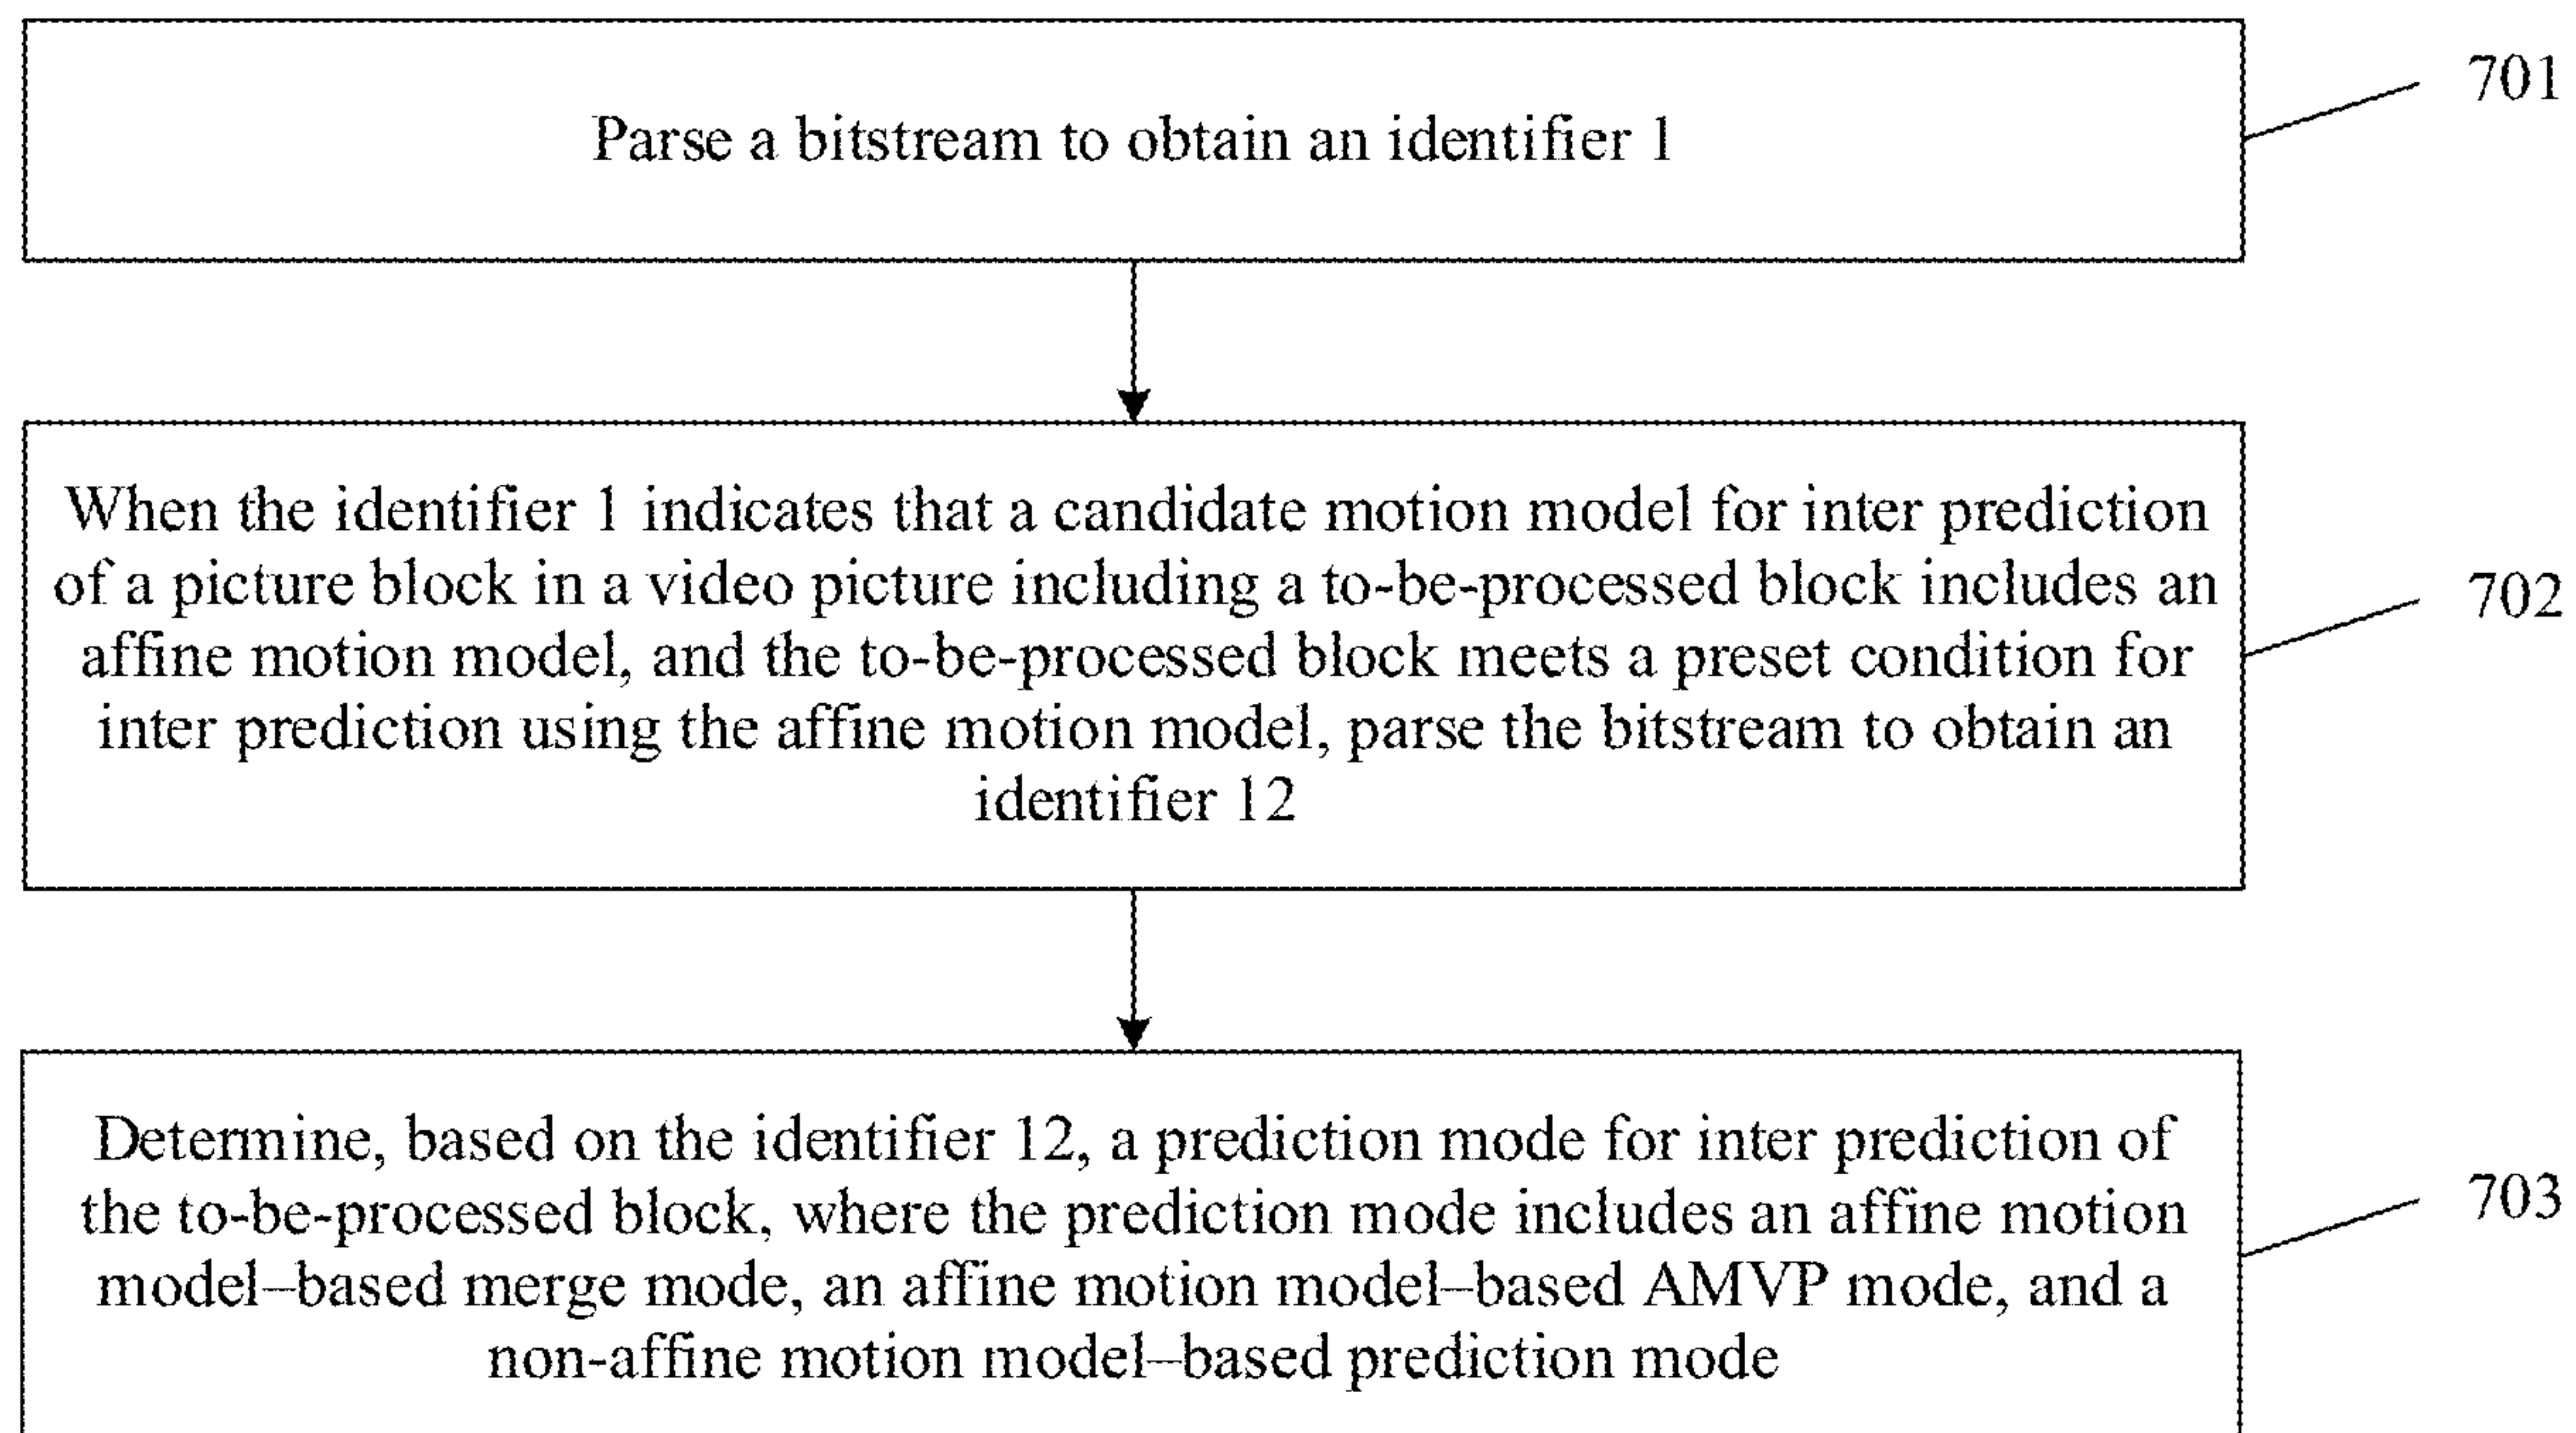 Parse a bitstream to obtain an identifier 1
701
When the identifier 1 indicates that a candidate motion model for inter prediction
of a picture block in a video picture including a to-be-processed block includes an
affine motion model, and the to-be-processed block meets a preset condition for
inter prediction using the affine motion model, parse the bitstream to obtain an
identifier 12
702
Determine, based on the identifier 12, a prediction mode for inter prediction of
the to-be-processed block, where the prediction mode includes an affine motion
model–based merge mode, an affine motion model–based AMVP mode, and a
non-affine motion model–based prediction mode
703